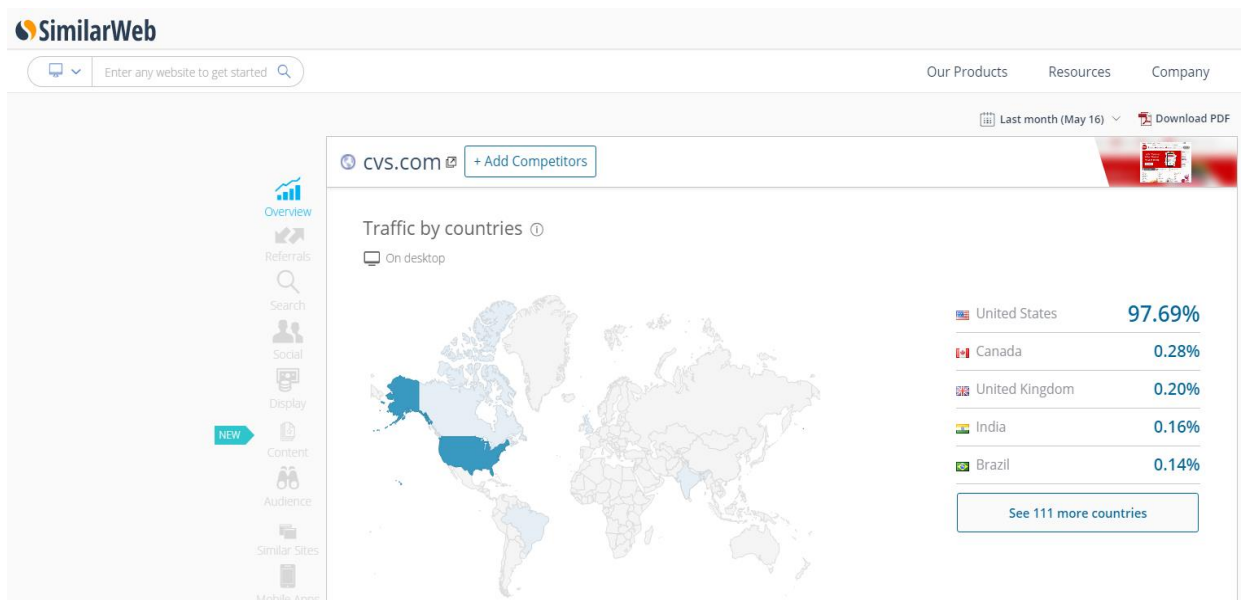 SimilarWeb
Enter any website to get started
Our Products Resources Company
Last month (May 16) Download PDF
cvs.com + Add Competitors
Overview
Referrals
Search
Social
Display
NEW
Content
Audience
Similar Sites
Mobile Apps
Traffic by countries
On desktop
United States 97.69%
Canada 0.28%
United Kingdom 0.20%
India 0.16%
Brazil 0.14%
See 111 more countries